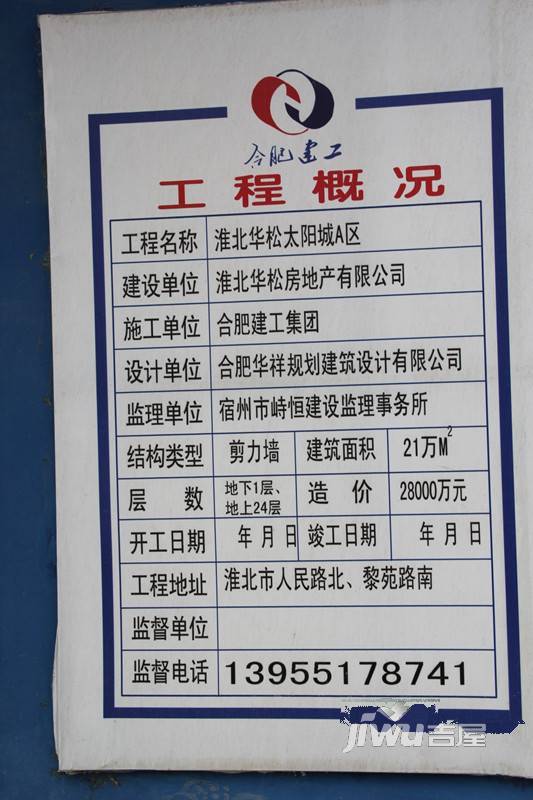 合肥建工
工程概况
工程名称 淮北华松太阳城A区
建设单位 淮北华松房地产有限公司
施工单位 合肥建工集团
设计单位 合肥华祥规划建筑设计有限公司
监理单位 宿州市峙恒建设监理事务所
结构类型 剪力墙 建筑面积 21万M²
层数 地下1层、地上24层 造价 28000万元
开工日期 年月日 竣工日期 年月日
工程地址 淮北市人民路北、黎苑路南
监督单位
监督电话 13955178741
jiwu吉屋